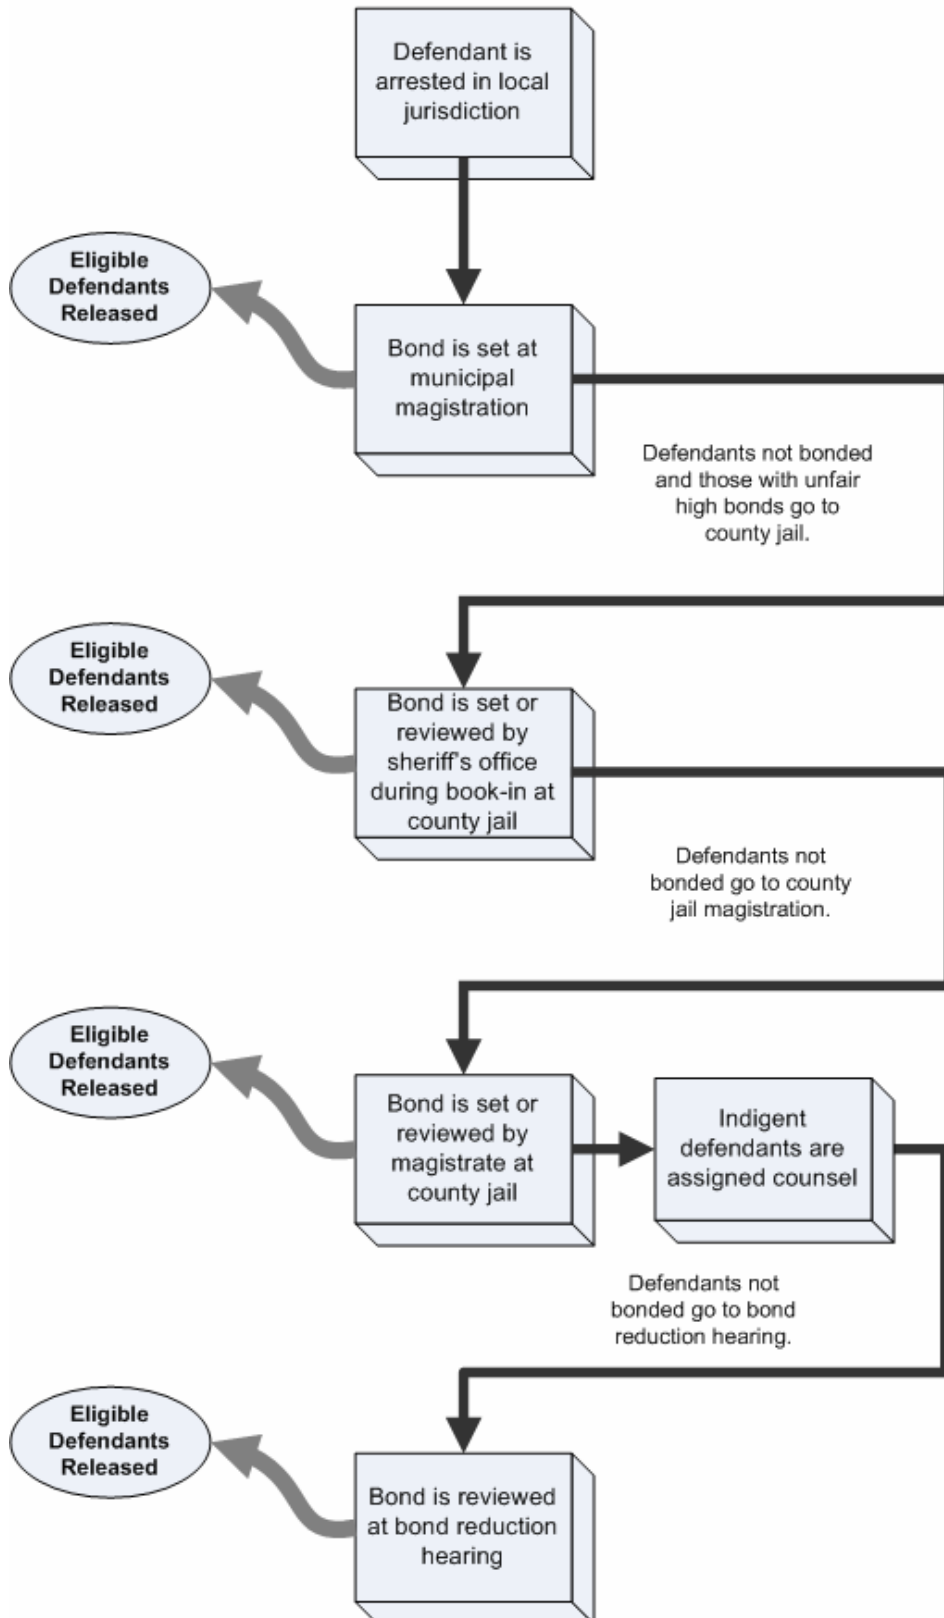 Defendant is
arrested in local
jurisdiction
Eligible
Defendants
Released
Bond is set at
municipal
magistration
Defendants not bonded
and those with unfair
high bonds go to
county jail.
Eligible
Defendants
Released
Bond is set or
reviewed by
sheriff's office
during book-in at
county jail
Defendants not
bonded go to county
jail magistration.
Eligible
Defendants
Released
Bond is set or
reviewed by
magistrate at
county jail
Indigent
defendants are
assigned counsel
Defendants not
bonded go to bond
reduction hearing.
Eligible
Defendants
Released
Bond is reviewed
at bond reduction
hearing